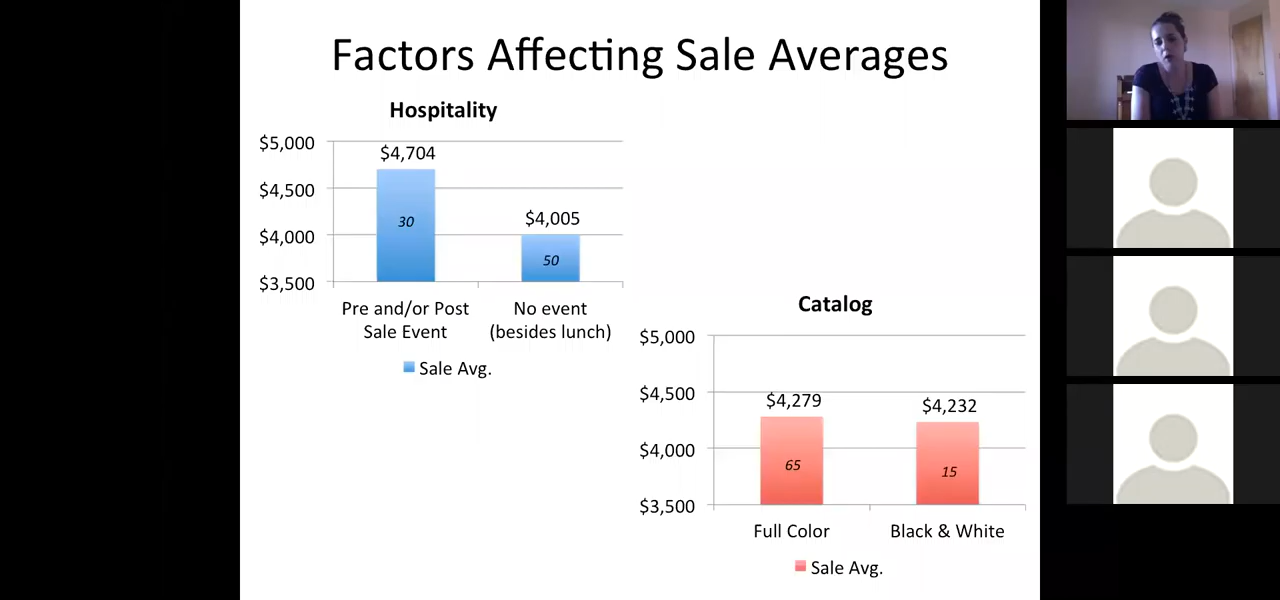 Factors Affecting Sale Averages
Hospitality
$5,000
$4,500
$4,000
$3,500
$4,704
30
$4,005
50
Pre and/or Post
Sale Event
No event
(besides lunch)
Sale Avg.
Catalog
$5,000
$4,500
$4,000
$3,500
$4,279
65
$4,232
15
Full Color
Black & White
Sale Avg.